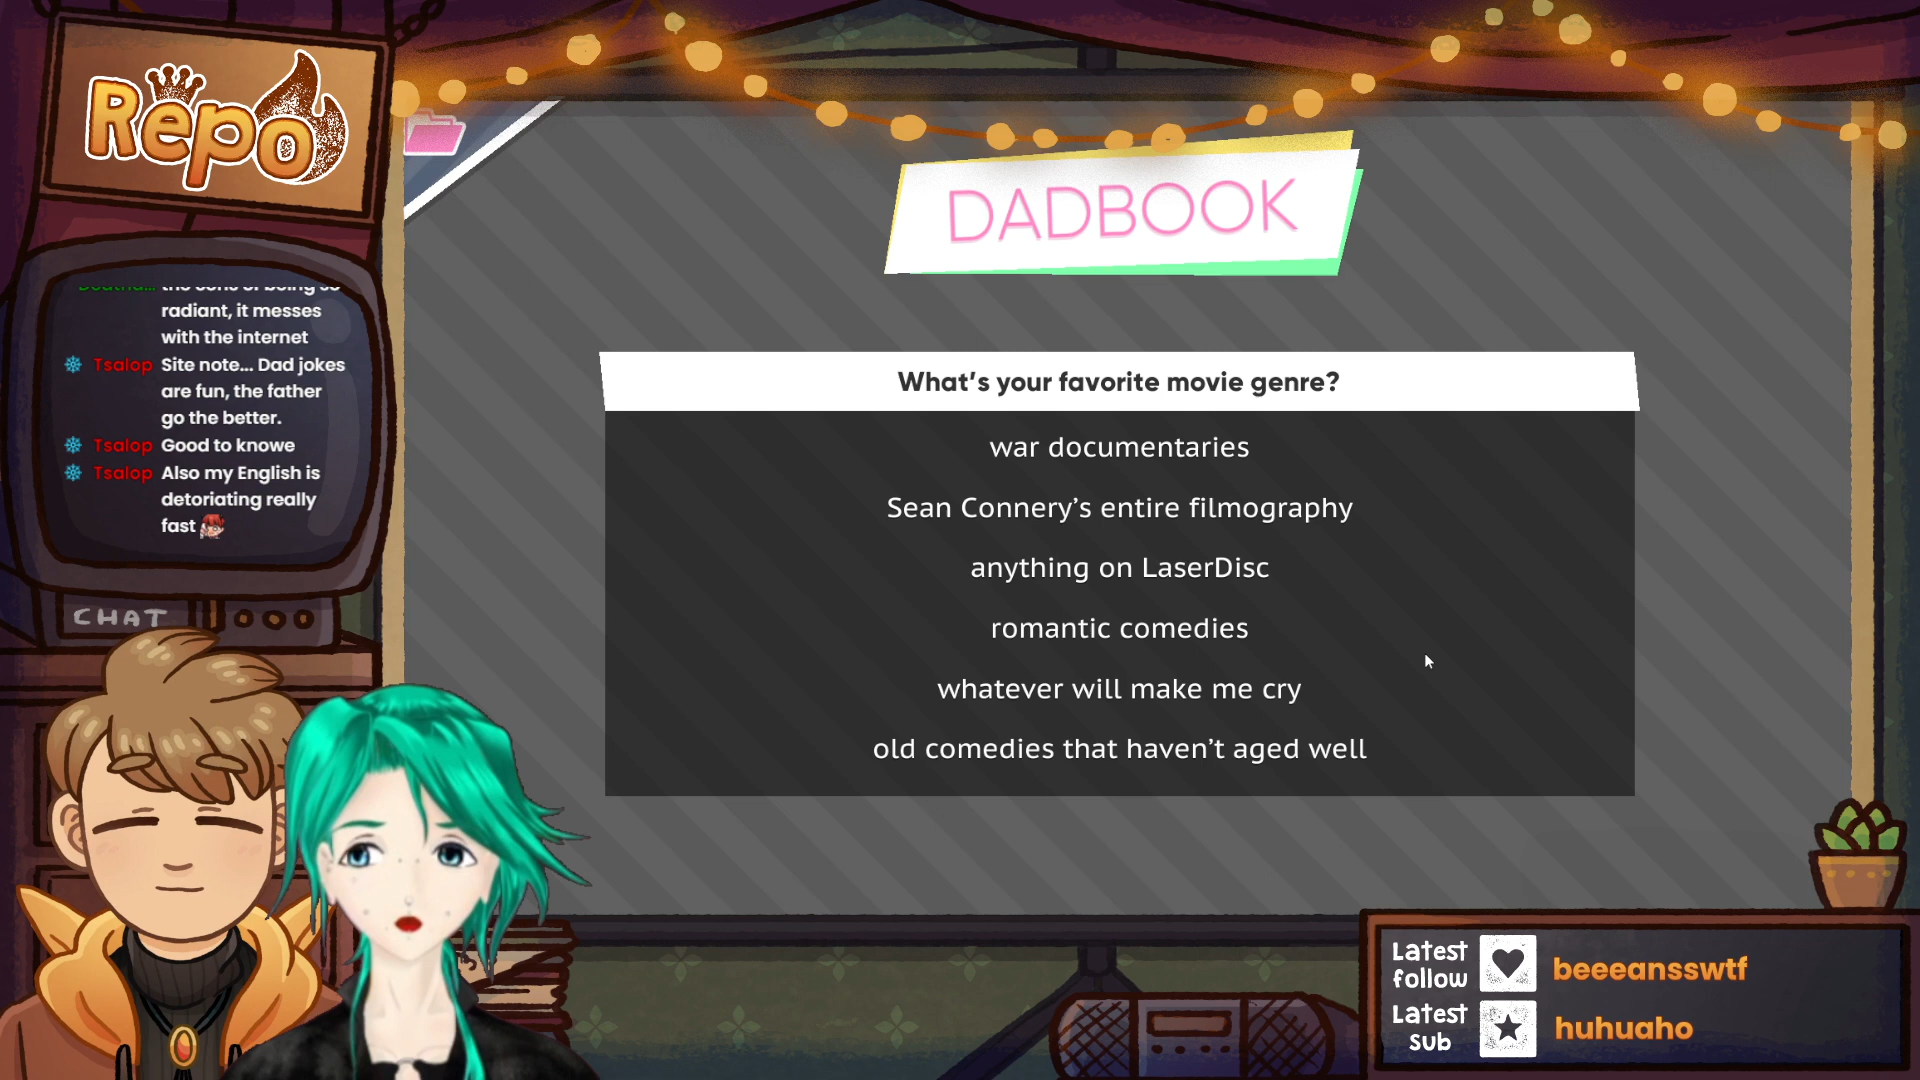 Repo
radiant, it messes
with the internet
Tsalop Site note... Dad jokes
are fun, the father
go the better.
Tsalop Good to knowe
Tsalop Also my English is
detoriating really
fast
CHAT
DADBOOK
What's your favorite movie genre?
war documentaries
Sean Connery's entire filmography
anything on LaserDisc
romantic comedies
whatever will make me cry
old comedies that haven't aged well
Latest
follow
beeeansswtf
Latest
Sub
huhuaho